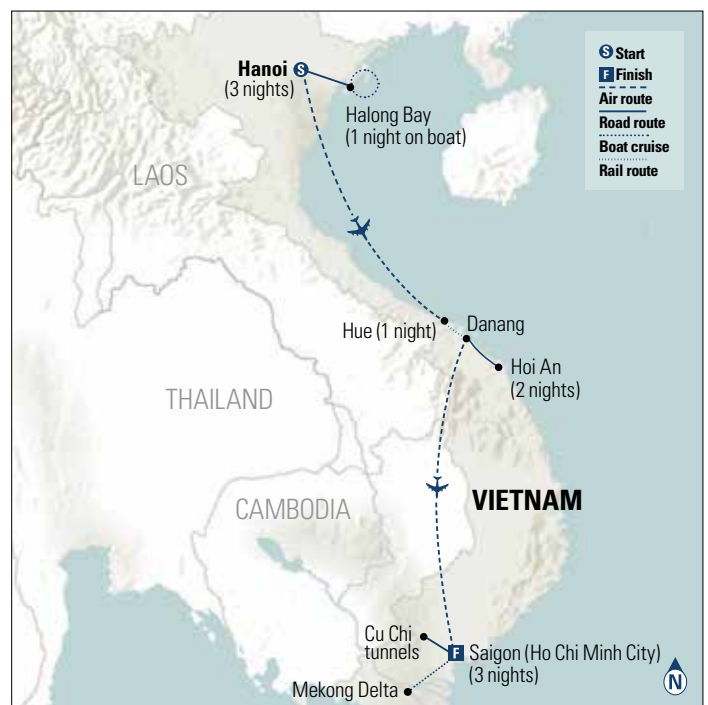 Hanoi S
(3 nights)
Halong Bay
(1 night on boat)
S Start
F Finish
Air route
Road route
Boat cruise
Rail route
LAOS
Hue (1 night)
Danang
Hoi An
(2 nights)
THAILAND
CAMBODIA
VIETNAM
Cu Chi
tunnels
F Saigon (Ho Chi Minh City)
(3 nights)
Mekong Delta
N